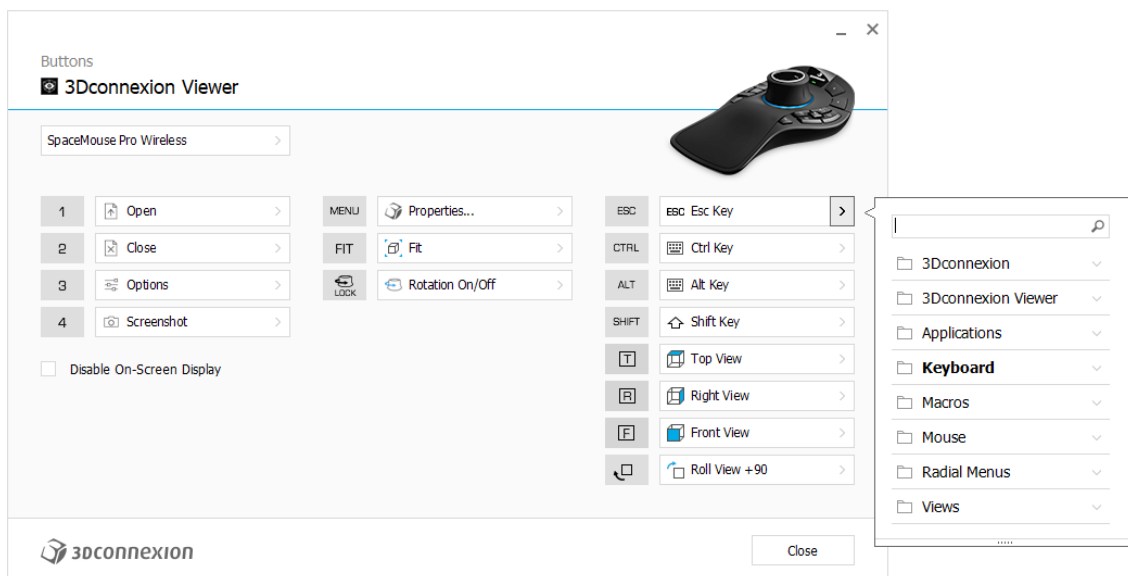 Buttons
3Dconnexion Viewer
SpaceMouse Pro Wireless
1 Open
2 Close
3 Options
4 Screenshot
Disable On-Screen Display
MENU Properties...
FIT Fit
LOCK Rotation On/Off
ESC ESC Esc Key
CTRL Ctrl Key
ALT Alt Key
SHIFT Shift Key
T Top View
R Right View
F Front View
Roll View +90
3Dconnexion
3Dconnexion Viewer
Applications
Keyboard
Macros
Mouse
Radial Menus
Views
3Dconnexion
Close